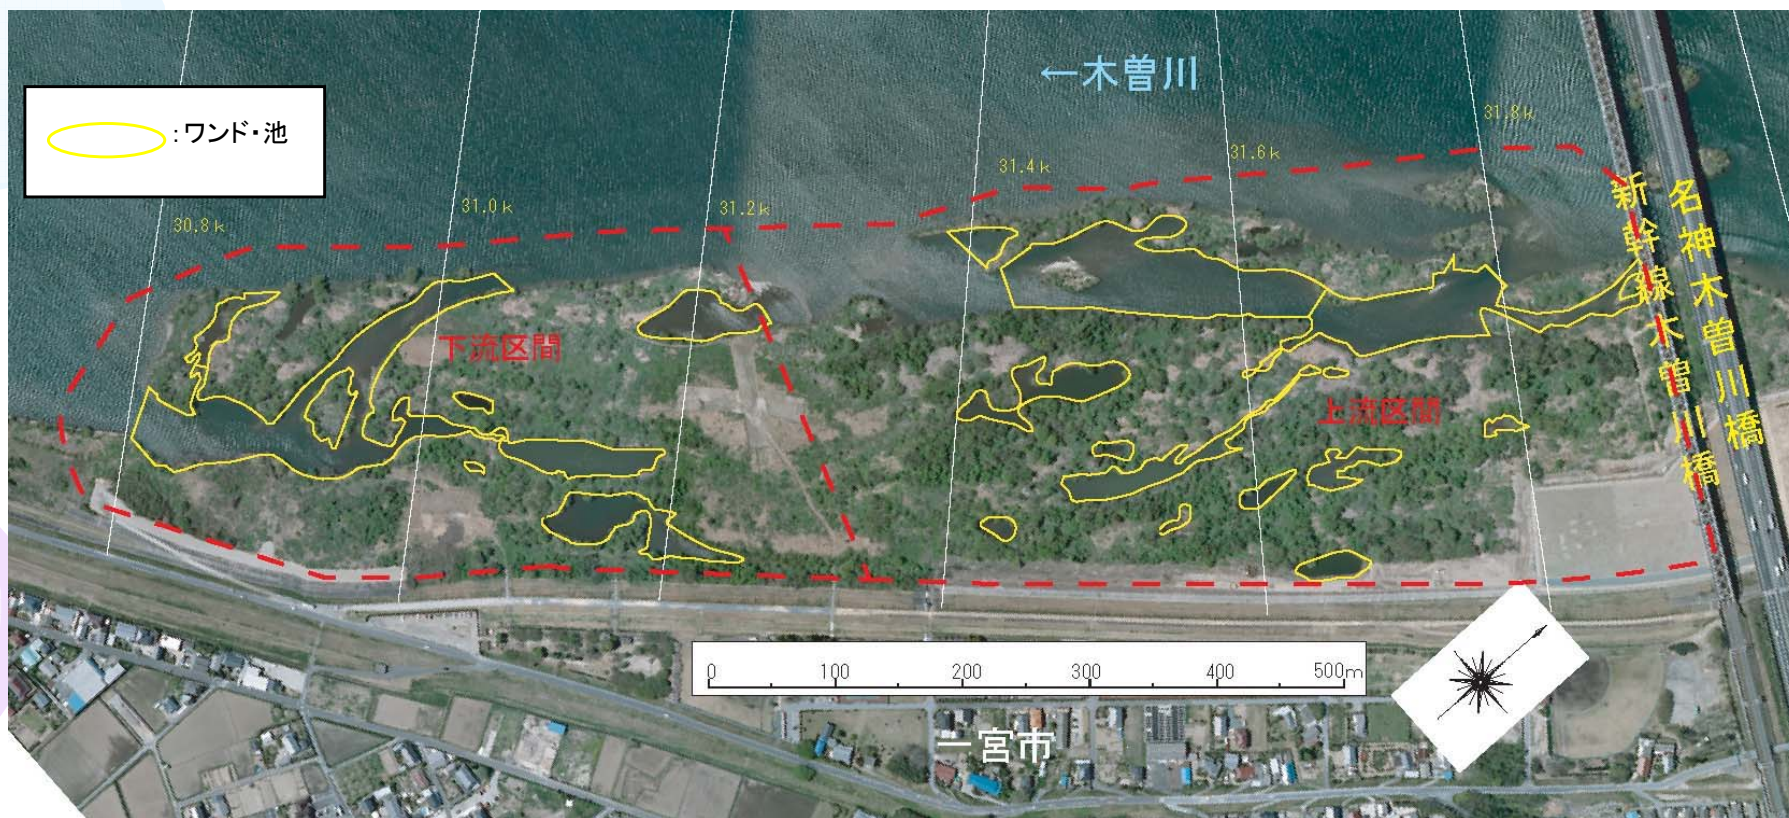 ←木曽川
:ワンド・池
31.8k
31.6k
31.4k
31.2k
31.0k
30.8k
名神木曽川橋
新幹線木曽川橋
下流区間
上流区間
0 100 200 300 400 500m
一宮市